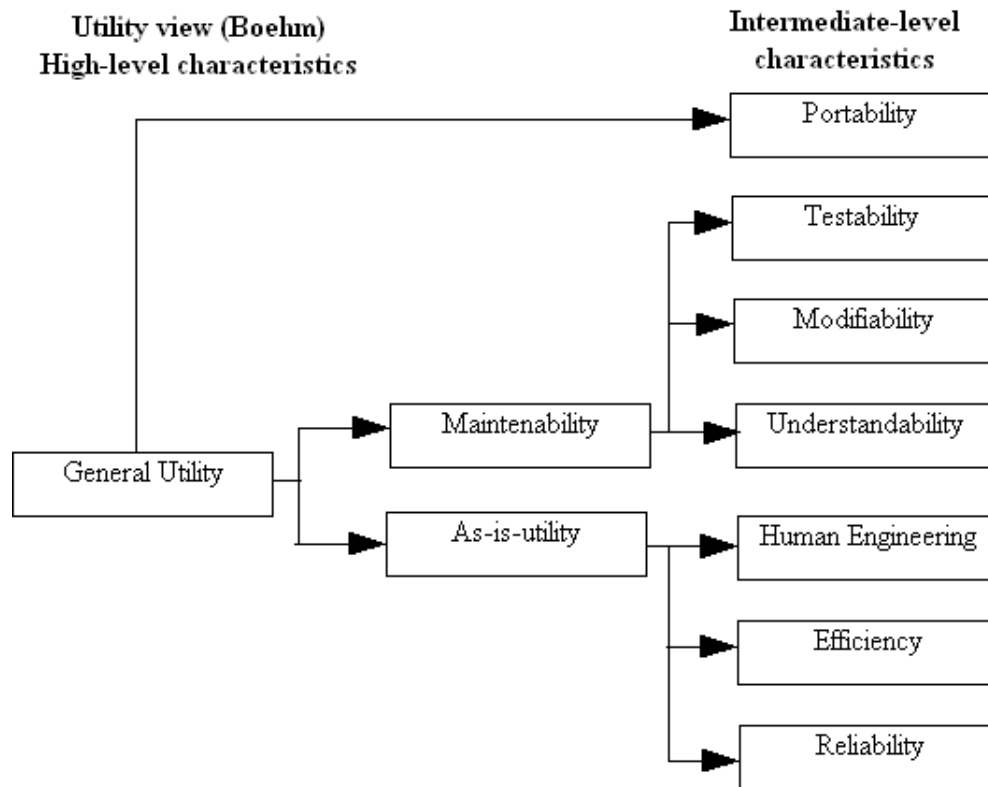 Utility view (Boehm)
High-level characteristics
Intermediate-level
characteristics
Portability
Testability
Modifiability
Maintenability
Understandability
General Utility
As-is-utility
Human Engineering
Efficiency
Reliability